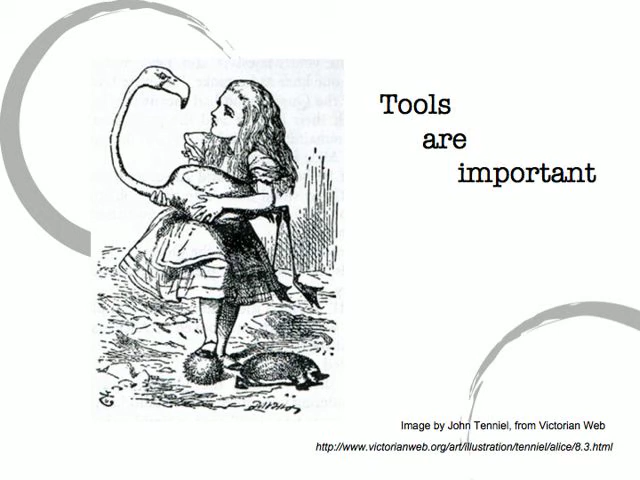 Tools
are
important
Image by John Tenniel, from Victorian Web
http://www.victorianweb.org/art/illustration/tenniel/alice/8.3.html